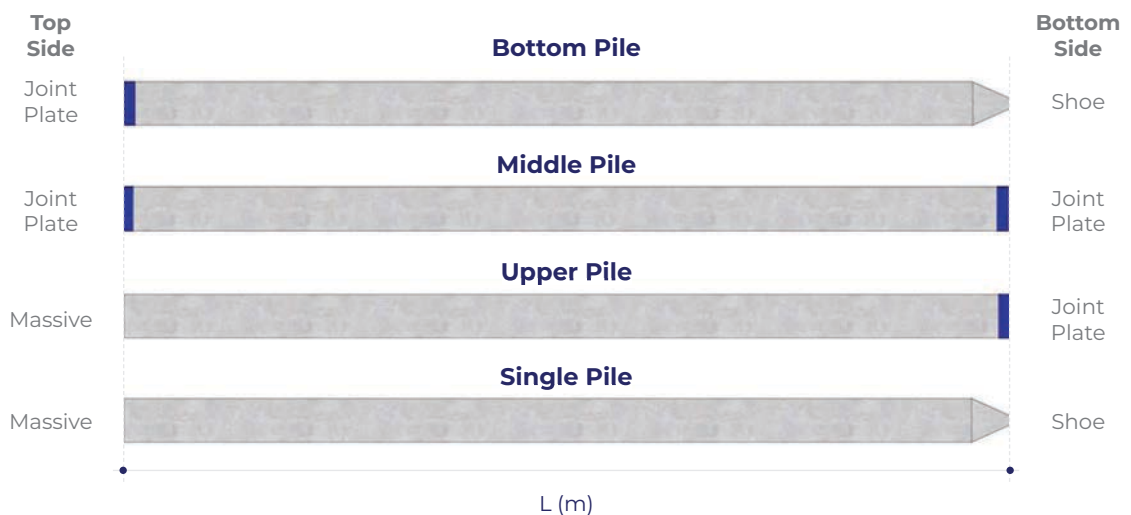 Top
Side
Bottom Pile
Bottom
Side
Joint
Plate
Shoe
Middle Pile
Joint
Plate
Joint
Plate
Upper Pile
Massive
Joint
Plate
Single Pile
Massive
Shoe
L (m)